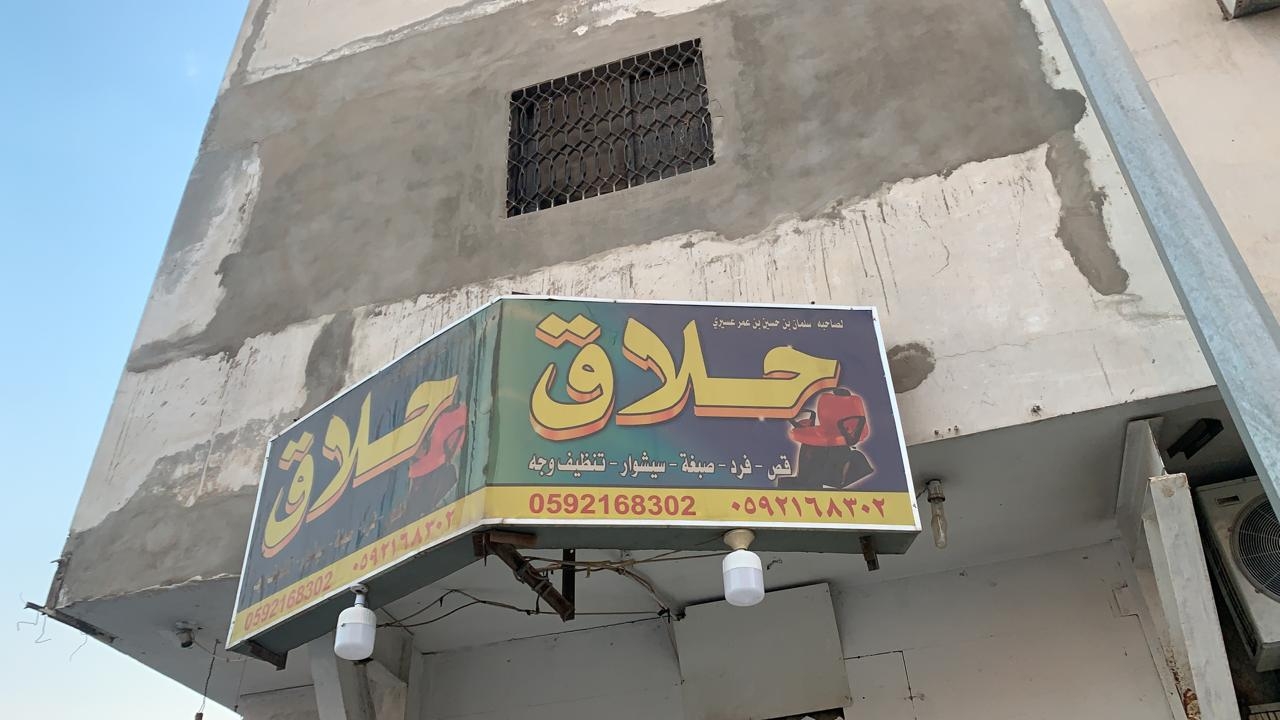 لصاحبه سلمان بن حسين بن عمر عسيري
حلاق
قص - فرد - صبغة - سيشوار - تنظيف وجه
0592168302 ٠٥٩٢١٦٨٣٠٢
حلاق
0592168302 ٠٥٩٢١٦٨٣٠٢